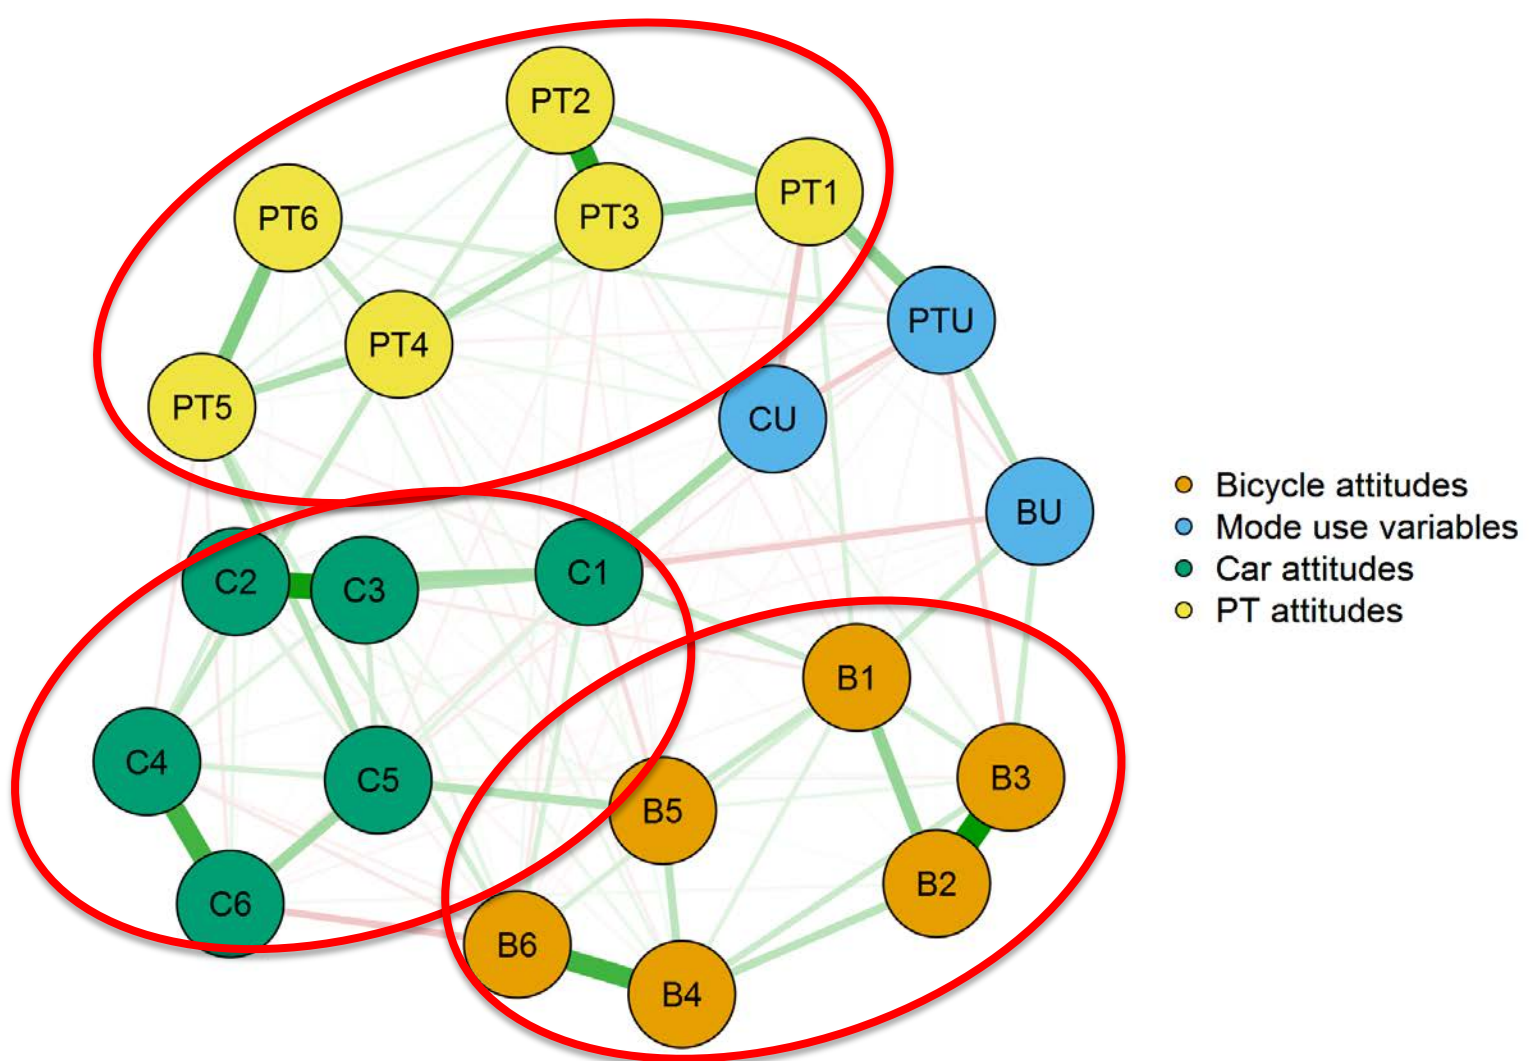 PT2
PT1
PT6
PT3
PTU
PT4
PT5
CU
BU
C2
C3
C1
B1
C4
C5
B5
B3
B2
C6
B6
B4
Bicycle attitudes
Mode use variables
Car attitudes
PT attitudes